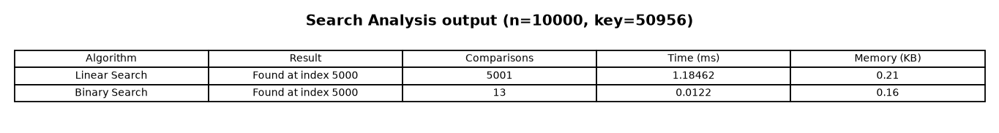 Search Analysis output (n=10000, key=50956)
Algorithm Result Comparisons Time (ms) Memory (KB)
Linear Search Found at index 5000 5001 1.18462 0.21
Binary Search Found at index 5000 13 0.0122 0.16